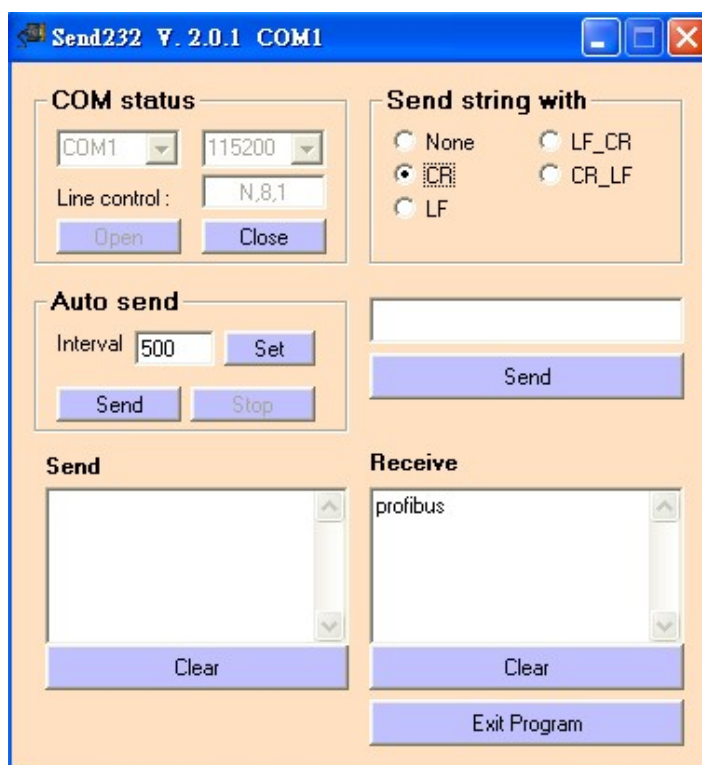 Send232 V. 2.0.1 COM1
COM status
COM1
115200
Line control :
N,8,1
Open
Close
Send string with
None
LF_CR
CR
CR_LF
LF
Auto send
Interval
500
Set
Send
Stop
Send
Send
Clear
Receive
profibus
Clear
Exit Program